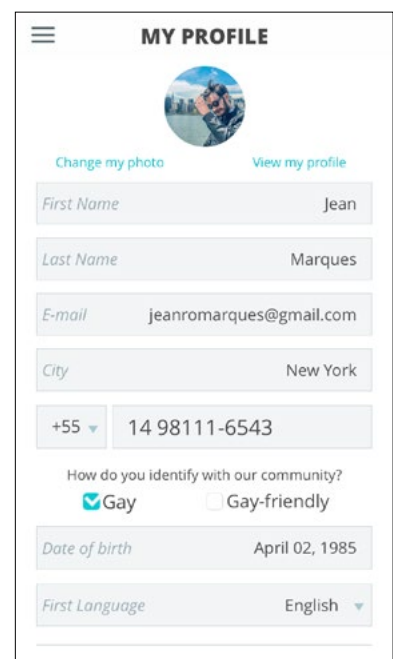 MY PROFILE
Change my photo View my profile
First Name Jean
Last Name Marques
E-mail jeanromarques@gmail.com
City New York
+55 14 98111-6543
How do you identify with our community?
Gay Gay-friendly
Date of birth April 02, 1985
First Language English